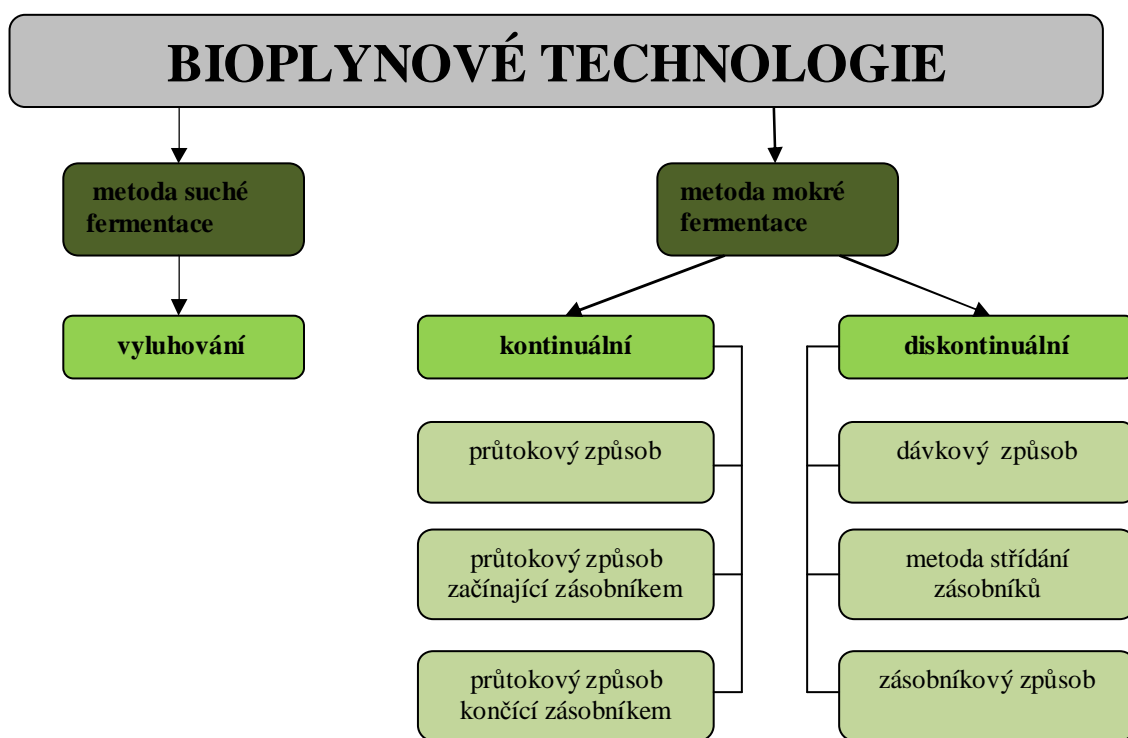 BIOPLYNOVÉ TECHNOLOGIE
metoda suché
fermentace
metoda mokré
fermentace
vyluhování
kontinuální
diskontinuální
průtokový způsob
dávkový způsob
průtokový způsob
začínající zásobníkem
metoda střídání
zásobníků
průtokový způsob
končící zásobníkem
zásobníkový způsob